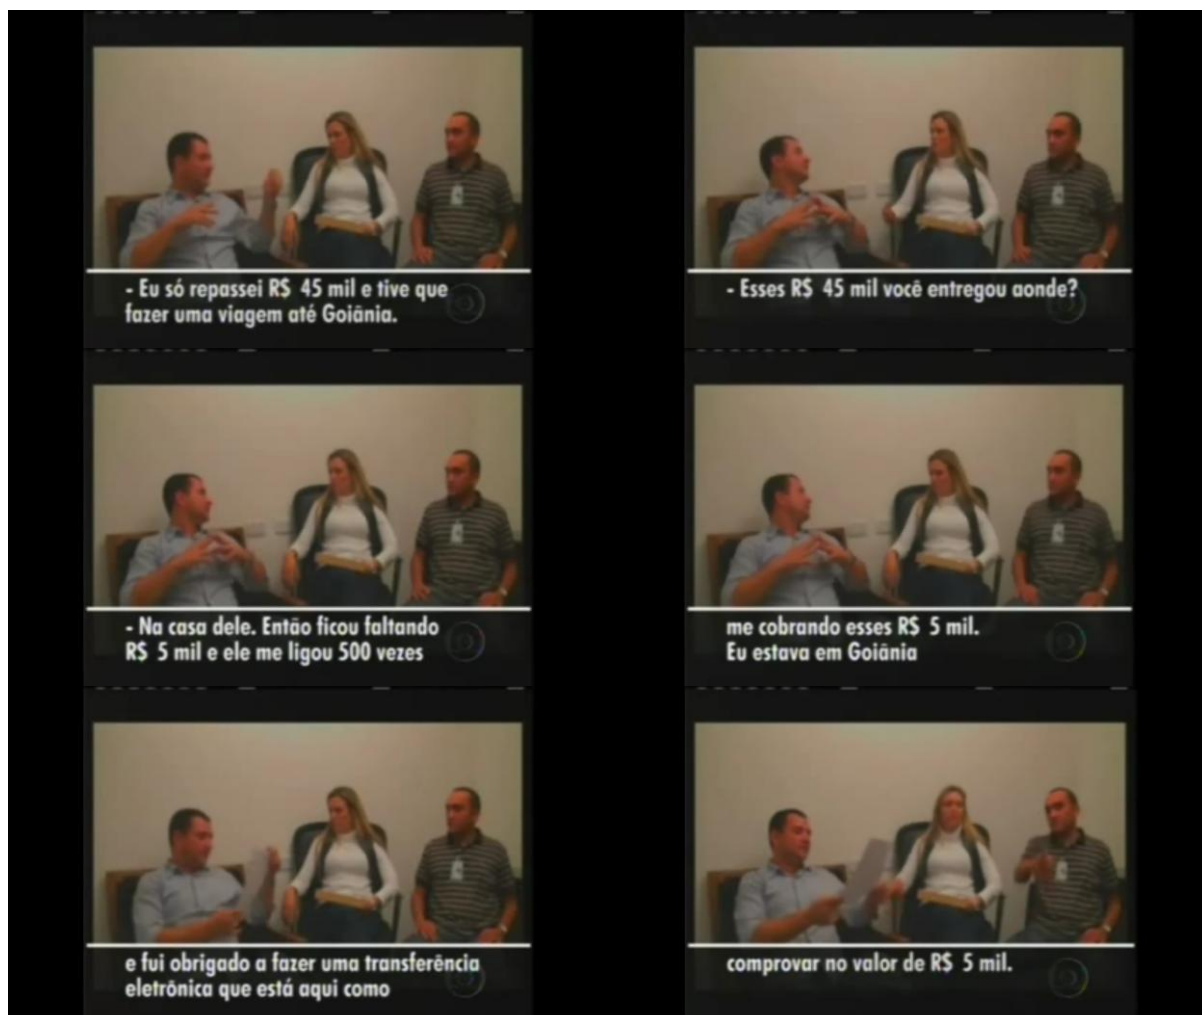 - Eu só repassei R$ 45 mil e tive que
fazer uma viagem até Goiânia.
- Esses R$ 45 mil você entregou aonde?
- Na casa dele. Então ficou faltando
R$ 5 mil e ele me ligou 500 vezes
me cobrando esses R$ 5 mil.
Eu estava em Goiânia
e fui obrigado a fazer uma transferência
eletrônica que está aqui como
comprovar no valor de R$ 5 mil.